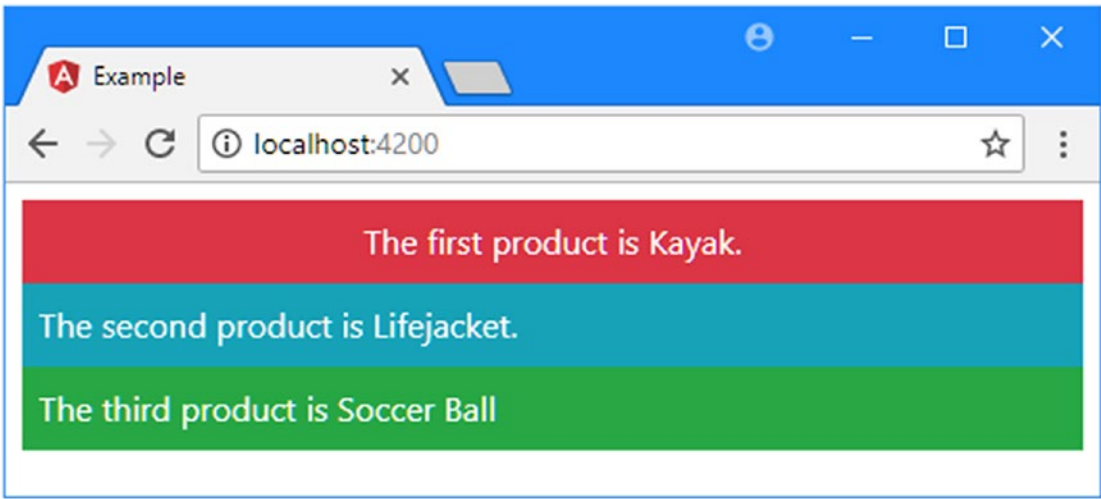 Example
localhost:4200
The first product is Kayak.
The second product is Lifejacket.
The third product is Soccer Ball